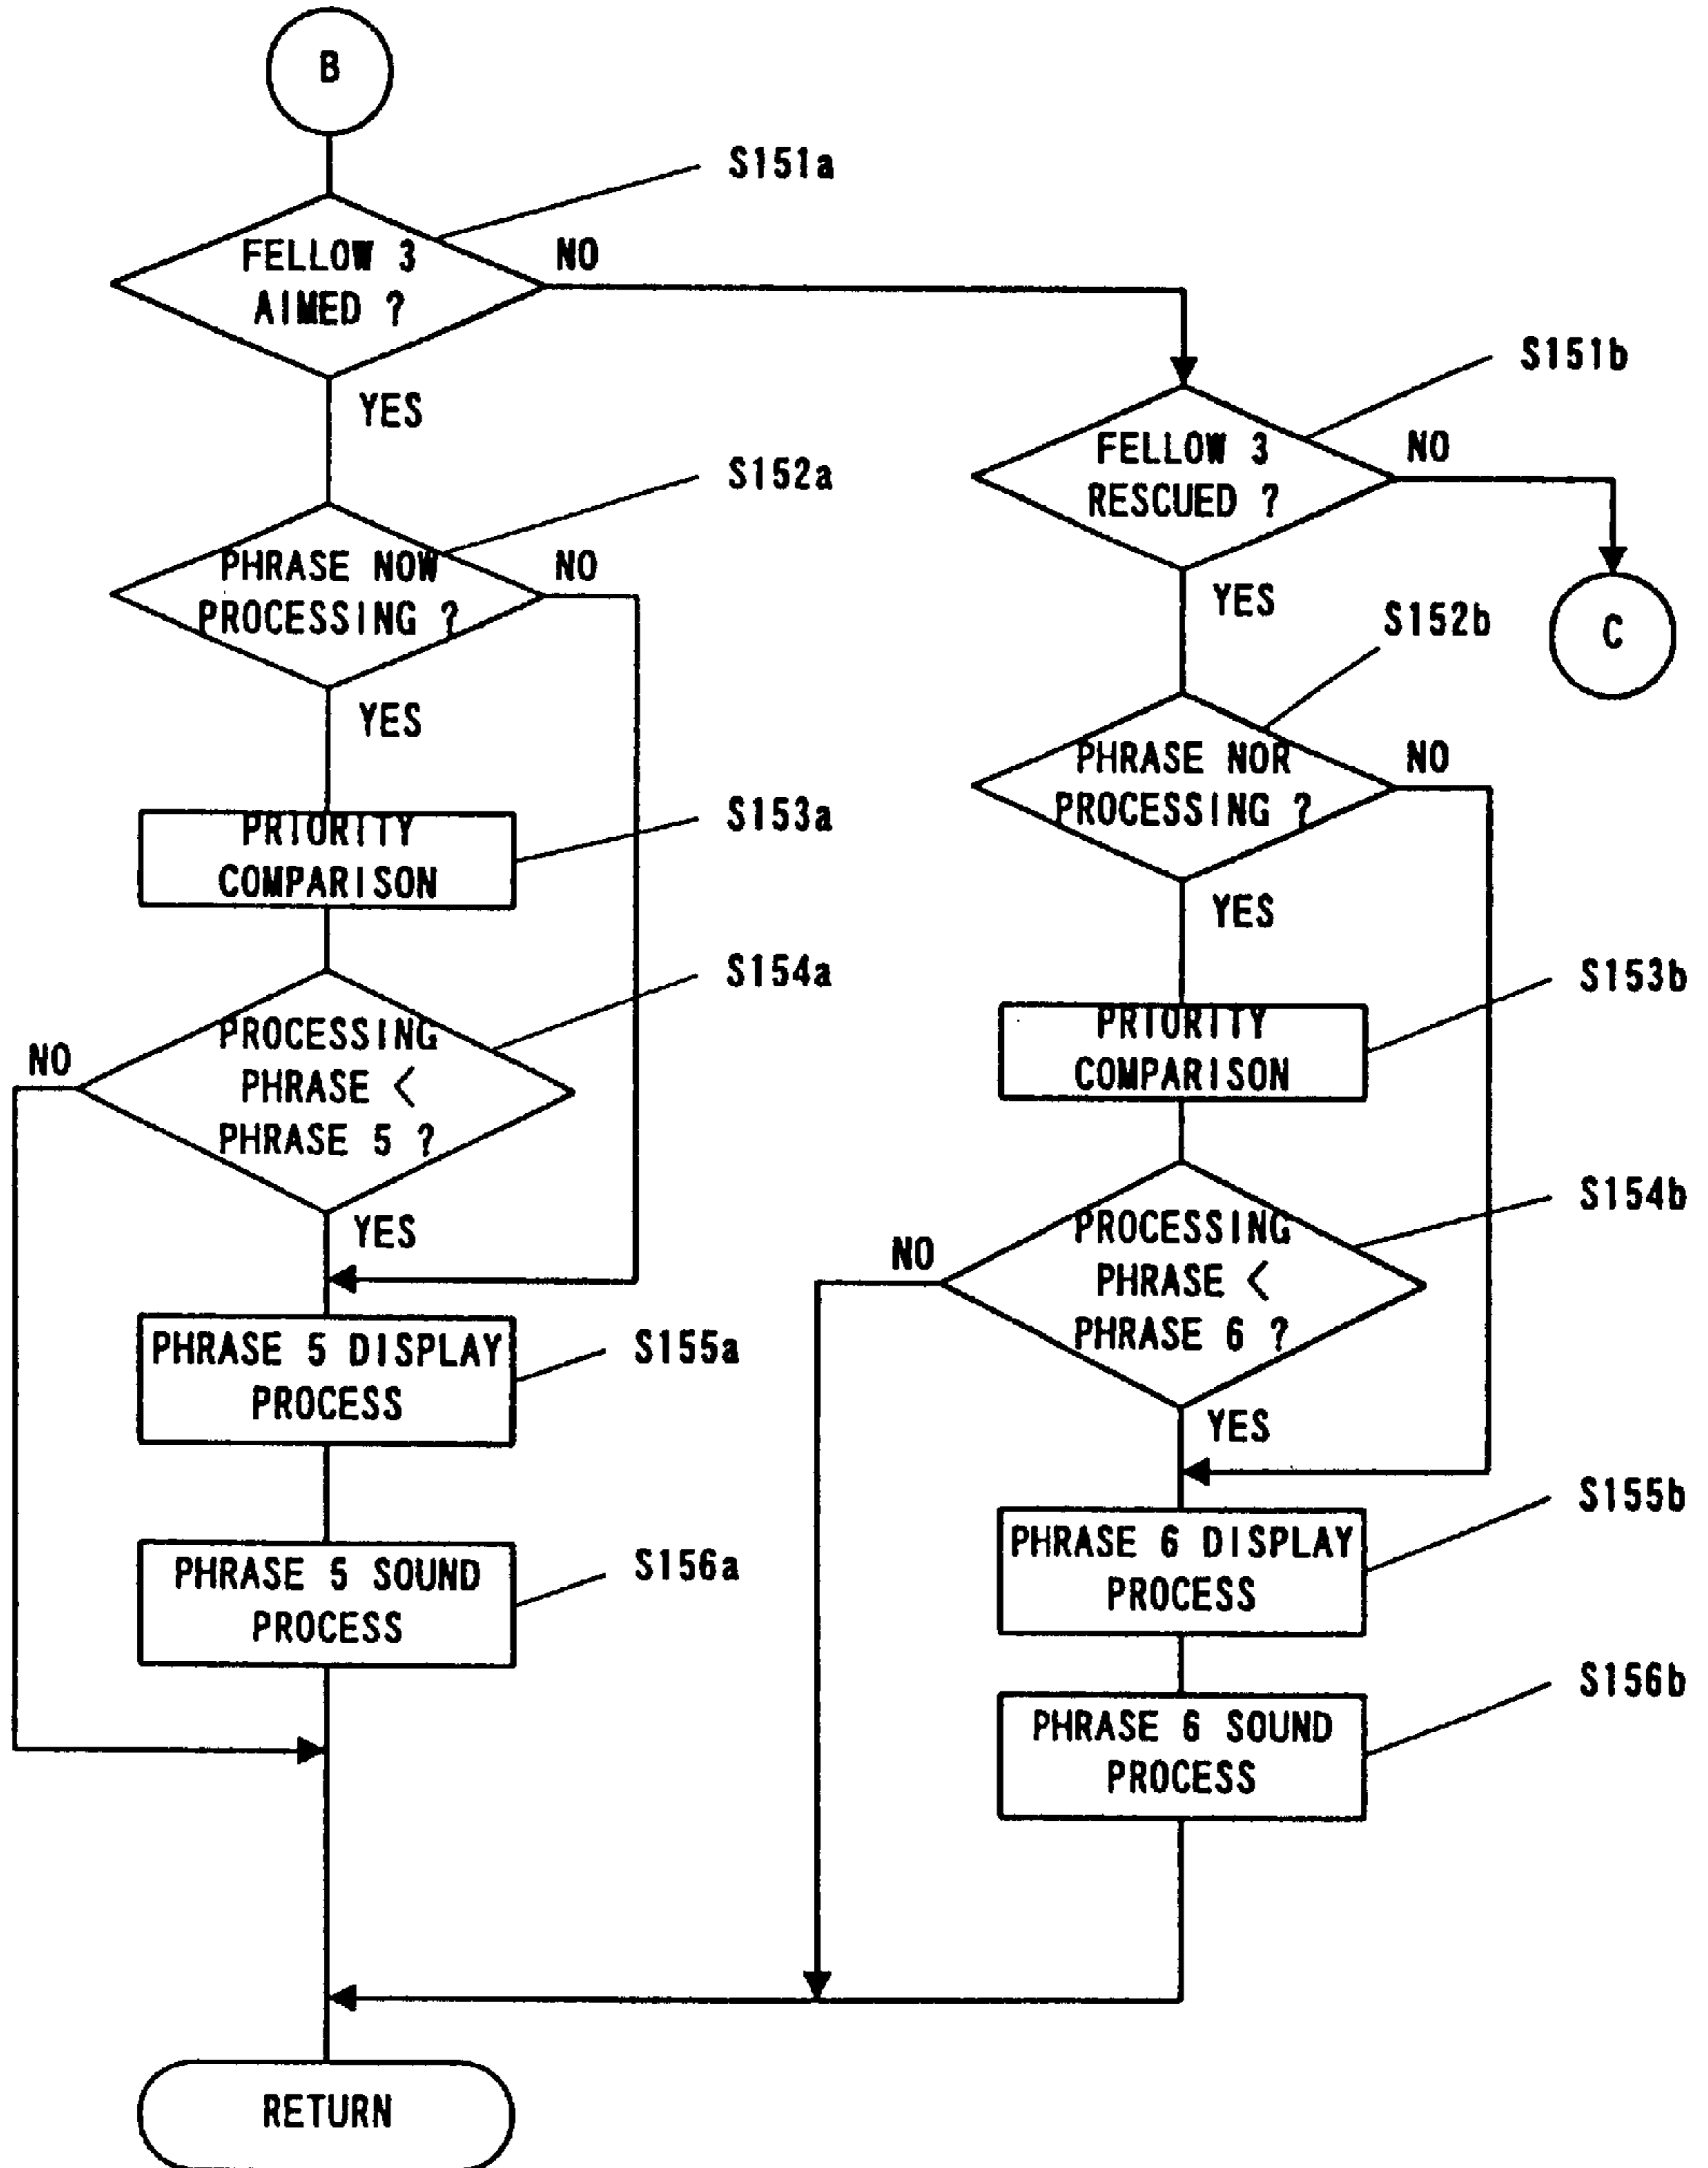 B
S151a
FELLOW 3
AIMED ?
NO
YES
S151b
FELLOW 3
RESCUED ?
NO
YES
C
S152a
PHRASE NOW
PROCESSING ?
NO
YES
S152b
PHRASE NOR
PROCESSING ?
NO
YES
S153a
PRIORITY
COMPARISON
S153b
PRIORITY
COMPARISON
S154a
PROCESSING
PHRASE <
PHRASE 5 ?
NO
YES
S154b
PROCESSING
PHRASE <
PHRASE 6 ?
NO
YES
PHRASE 5 DISPLAY
PROCESS
S155a
PHRASE 6 DISPLAY
PROCESS
S155b
PHRASE 5 SOUND
PROCESS
S156a
PHRASE 6 SOUND
PROCESS
S156b
RETURN